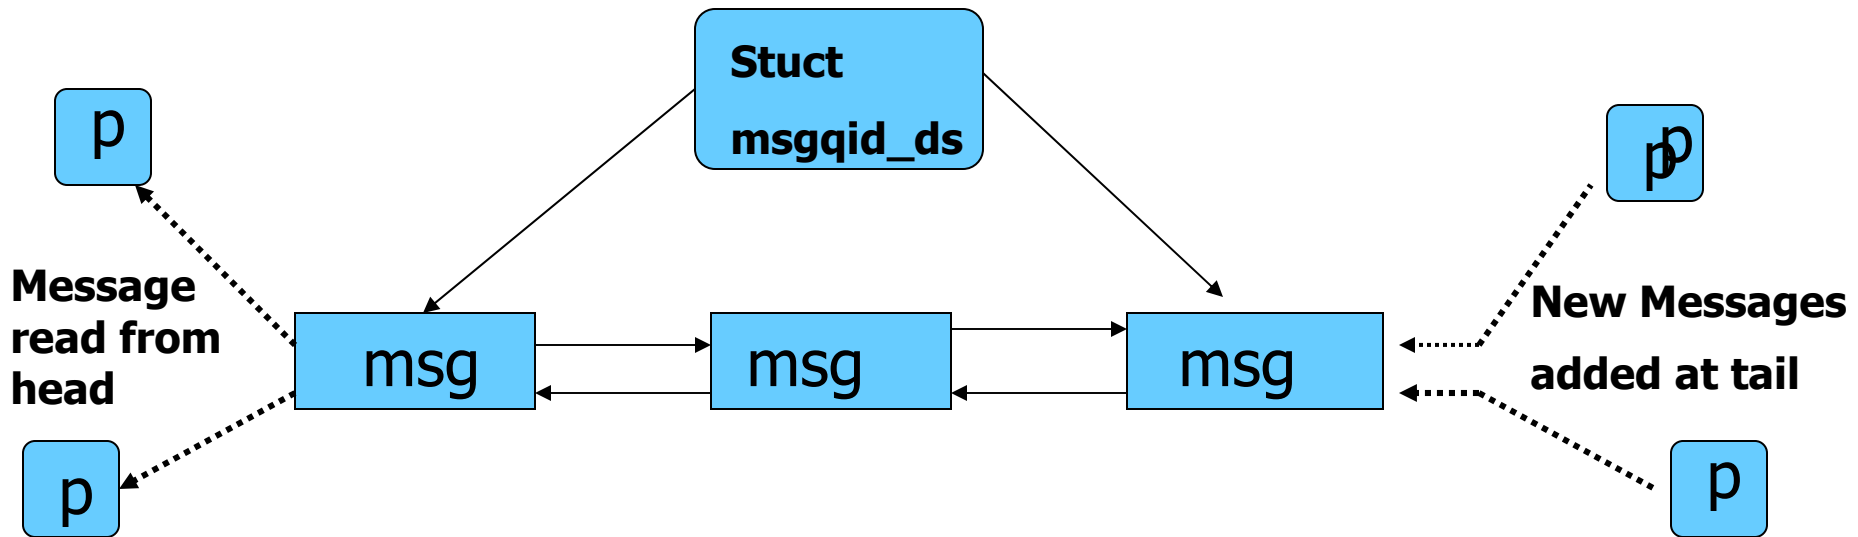 Stuct
msgqid_ds
p
p
p
Message
read from
head
New Messages
added at tail
msg
msg
msg
p
p